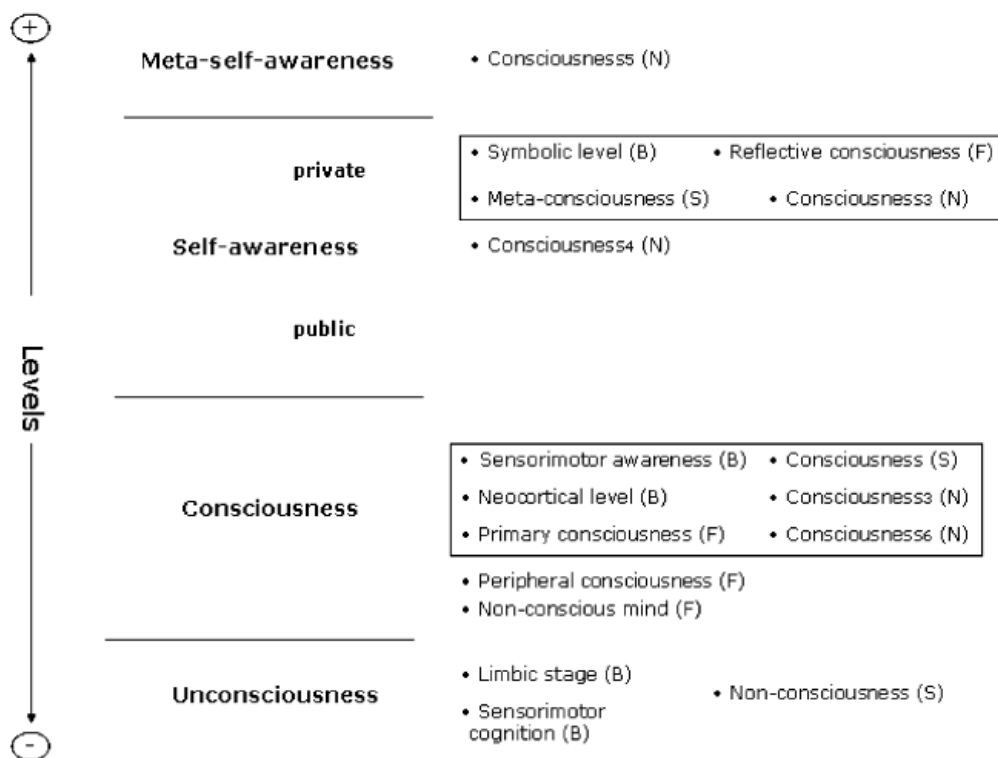 +
Meta-self-awareness • Consciousness5 (N)
private • Symbolic level (B) • Reflective consciousness (F)
• Meta-consciousness (S) • Consciousness3 (N)
Self-awareness • Consciousness4 (N)
public
Levels
• Sensorimotor awareness (B) • Consciousness (S)
Consciousness • Neocortical level (B) • Consciousness3 (N)
• Primary consciousness (F) • Consciousness6 (N)
• Peripheral consciousness (F)
• Non-conscious mind (F)
Unconsciousness • Limbic stage (B) • Non-consciousness (S)
• Sensorimotor
cognition (B)
-